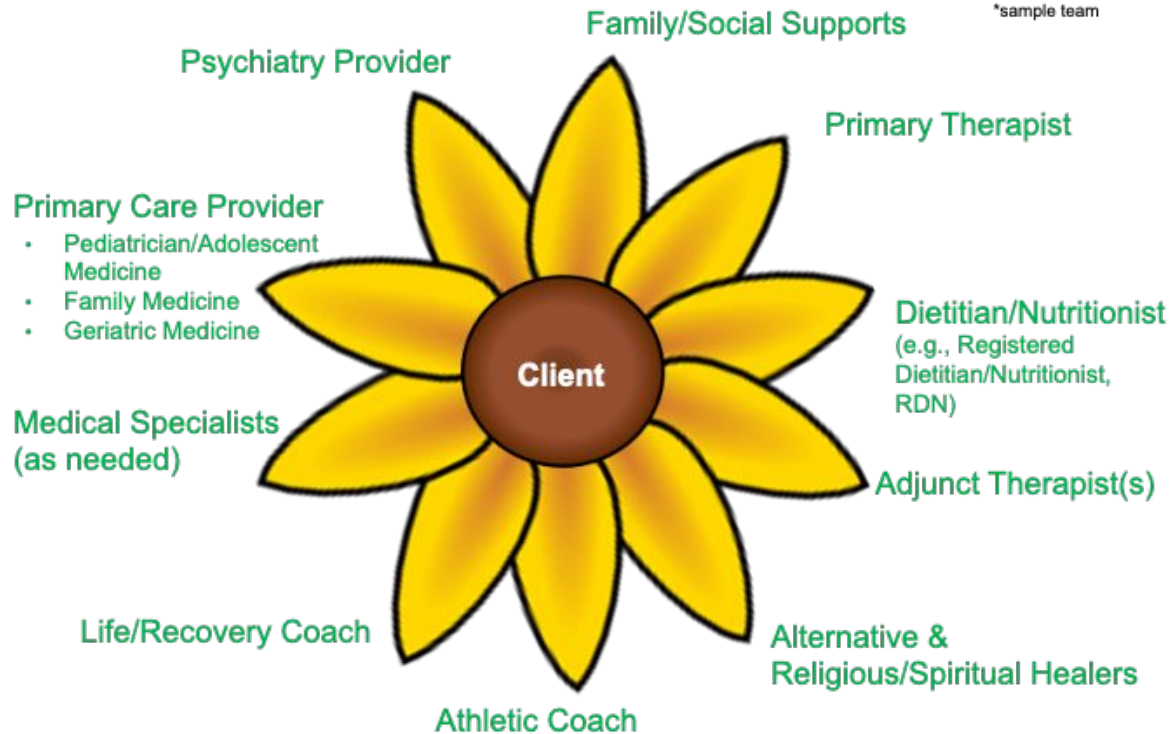 *sample team
Family/Social Supports
Psychiatry Provider
Primary Therapist
Primary Care Provider
• Pediatrician/Adolescent
Medicine
• Family Medicine
• Geriatric Medicine
Dietitian/Nutritionist
(e.g., Registered
Dietitian/Nutritionist,
RDN)
Client
Medical Specialists
(as needed)
Adjunct Therapist(s)
Life/Recovery Coach
Alternative &
Religious/Spiritual Healers
Athletic Coach